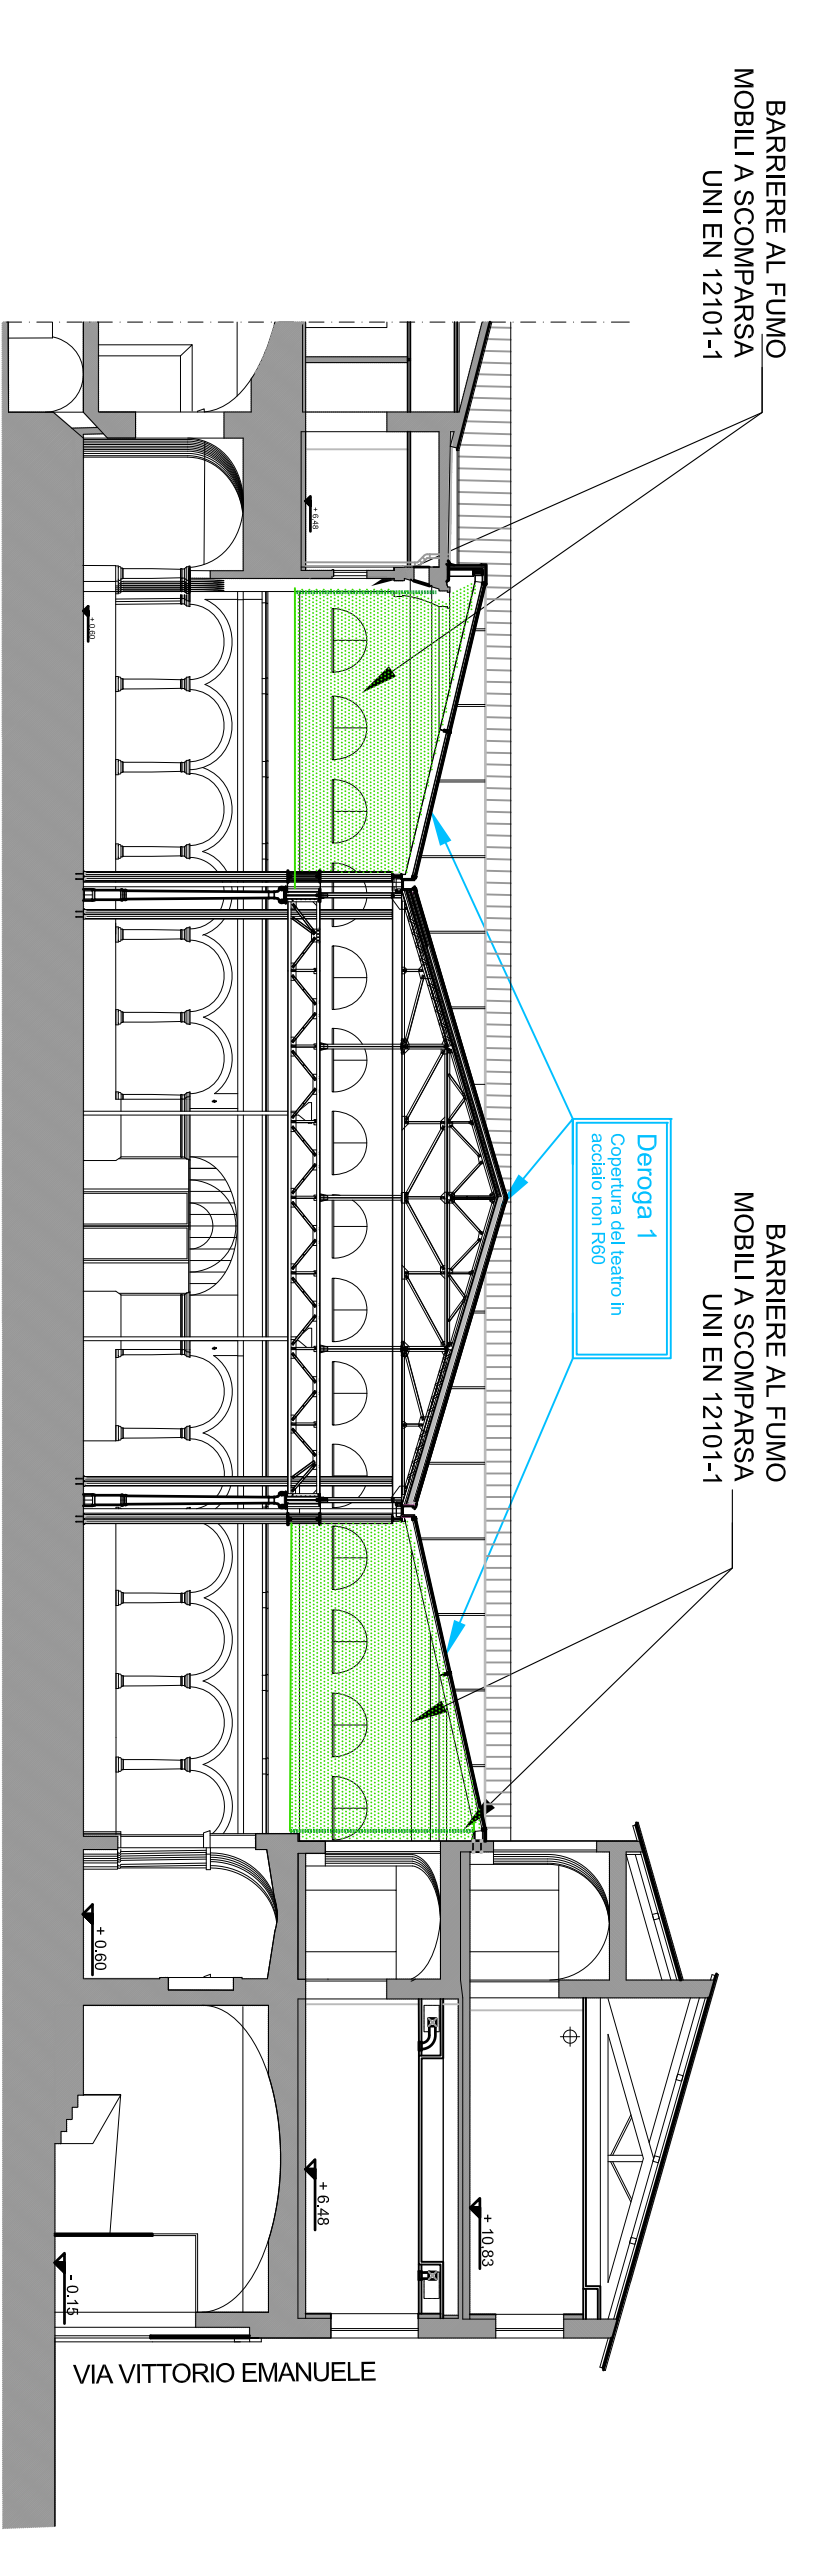 BARRIERE AL FUMO
MOBILI A SCOMPARSA
UNI EN 12101-1
+ 6.48
+ 0.60
Deroga 1
Copertura del teatro in
acciaio non R60
BARRIERE AL FUMO
MOBILI A SCOMPARSA
UNI EN 12101-1
+ 0.60
+ 6.48
+ 10.83
- 0.15
VIA VITTORIO EMANUELE